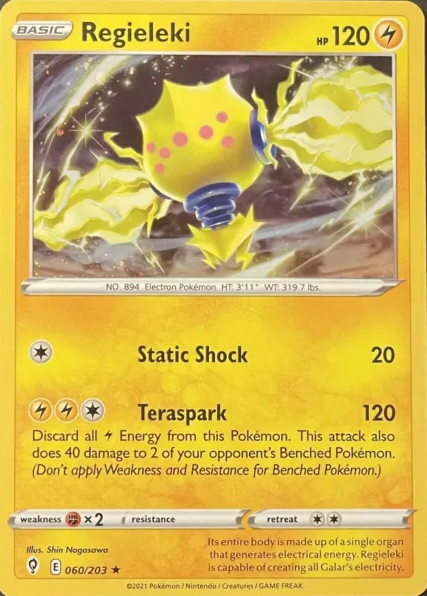 BASIC Regieleki HP 120
NO. 894 Electron Pokémon HT: 3'11" WT: 319.7 lbs.
Static Shock 20
Teraspark 120
Discard all Energy from this Pokémon. This attack also
does 40 damage to 2 of your opponent's Benched Pokémon.
(Don't apply Weakness and Resistance for Benched Pokémon.)
weakness ×2 resistance retreat
Illus. Shin Nagasawa
E 060/203 ★
Its entire body is made up of a single organ
that generates electrical energy. Regieleki
is capable of creating all Galar's electricity.
©2021 Pokémon / Nintendo / Creatures / GAME FREAK